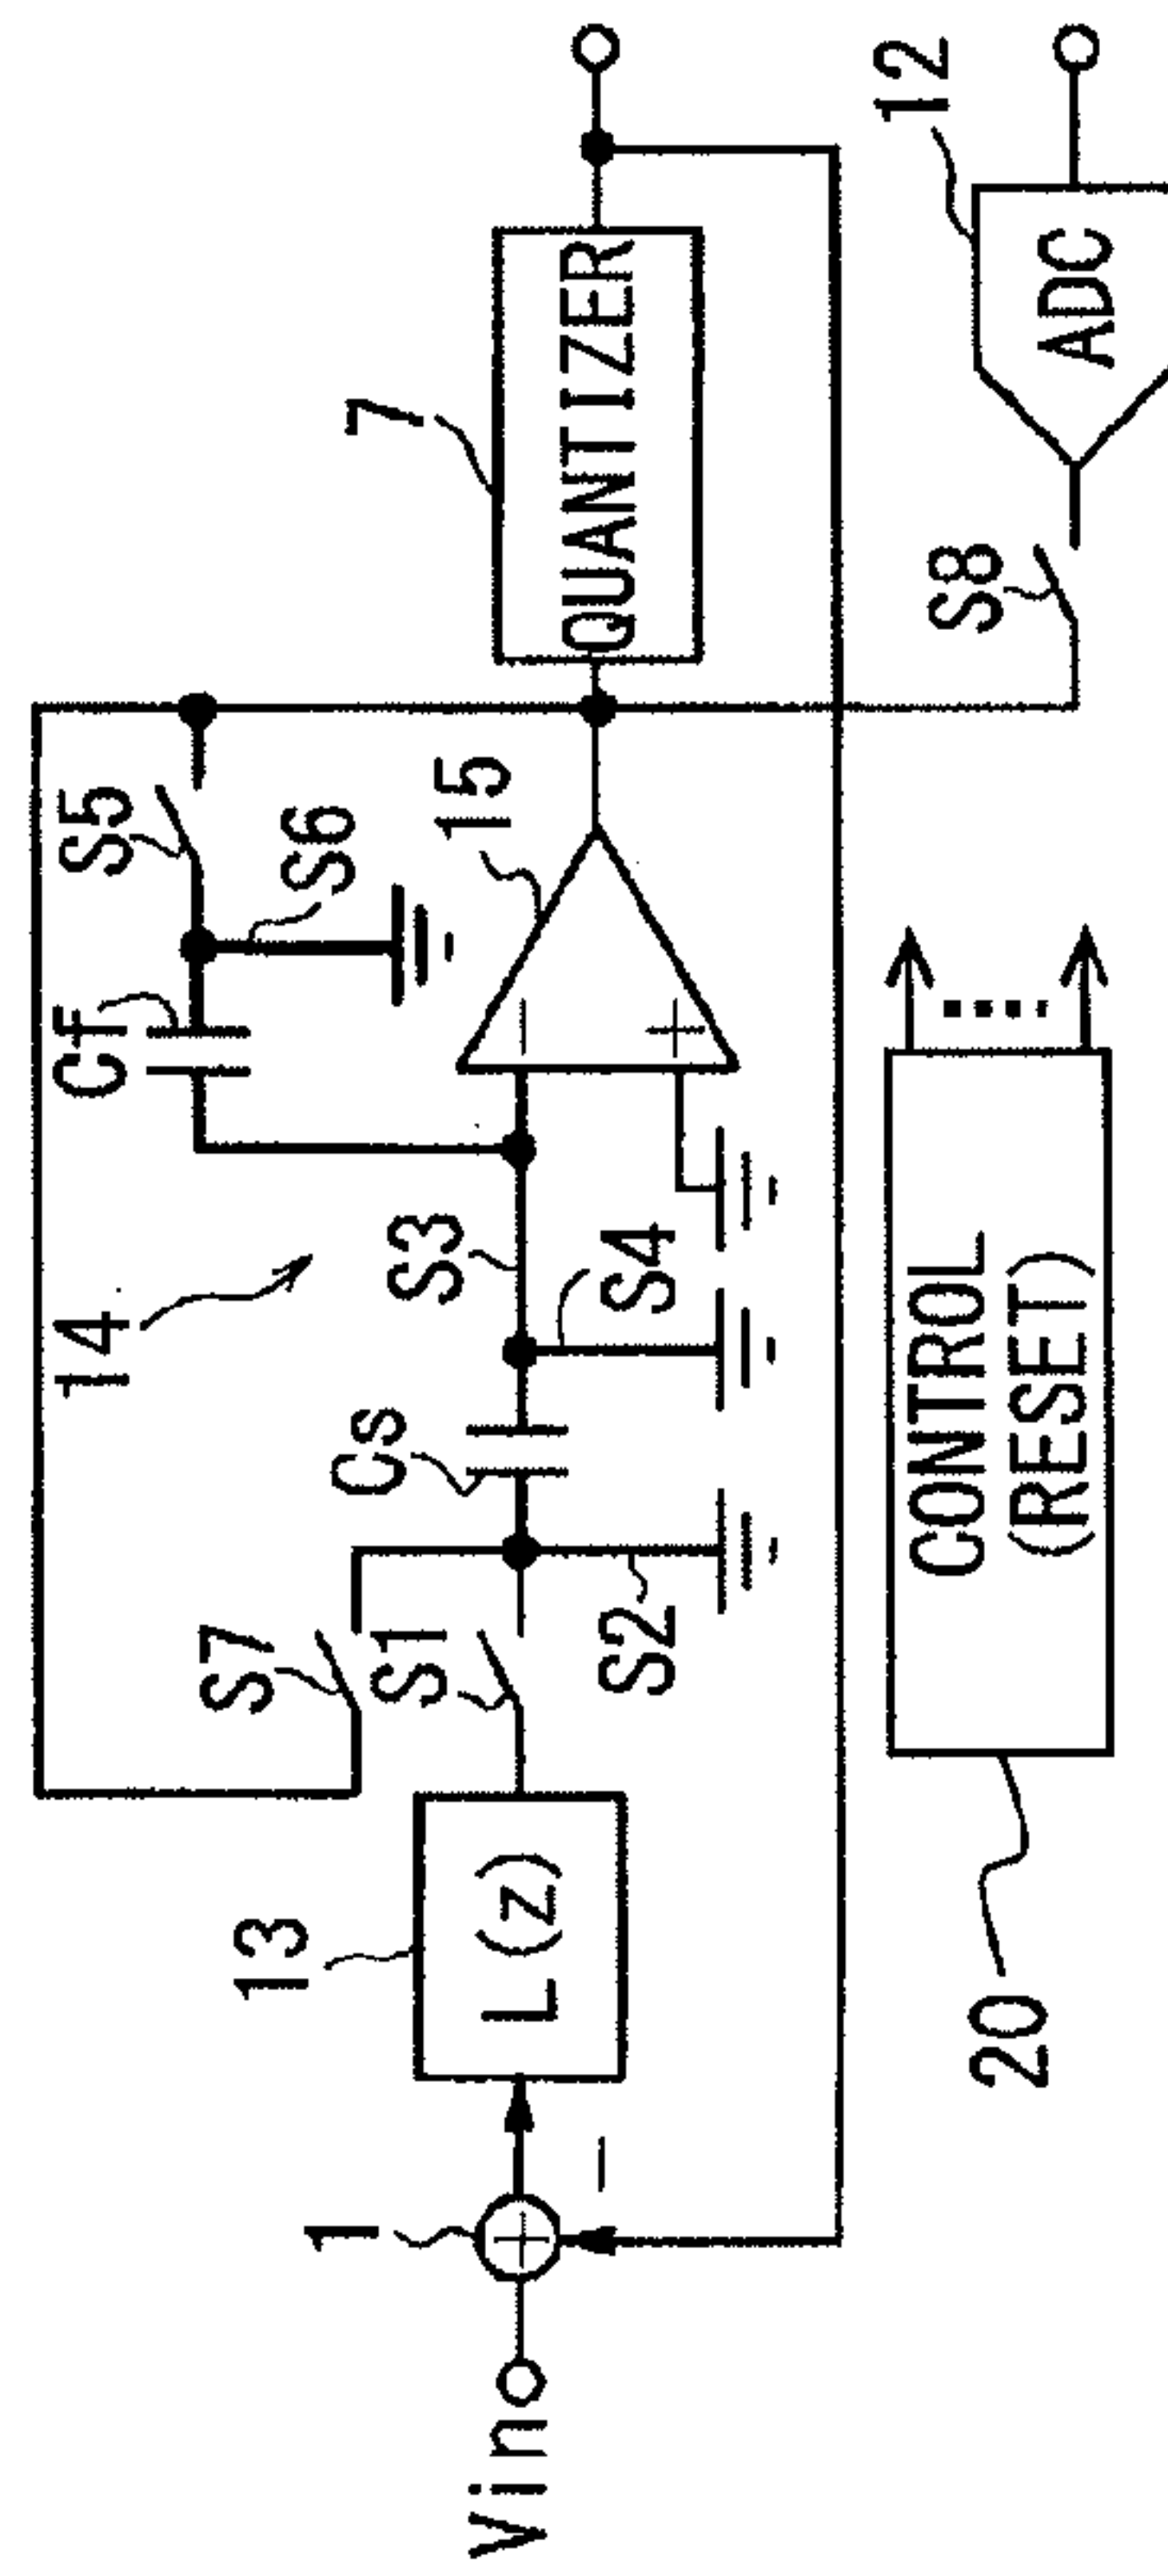 Vin
1
13
L(z)
S7
S1
S2
Cs
14
S3
S4
Cf
S5
S6
15
−
+
7
QUANTIZER
−
S8
12
ADC
20
CONTROL
(RESET)